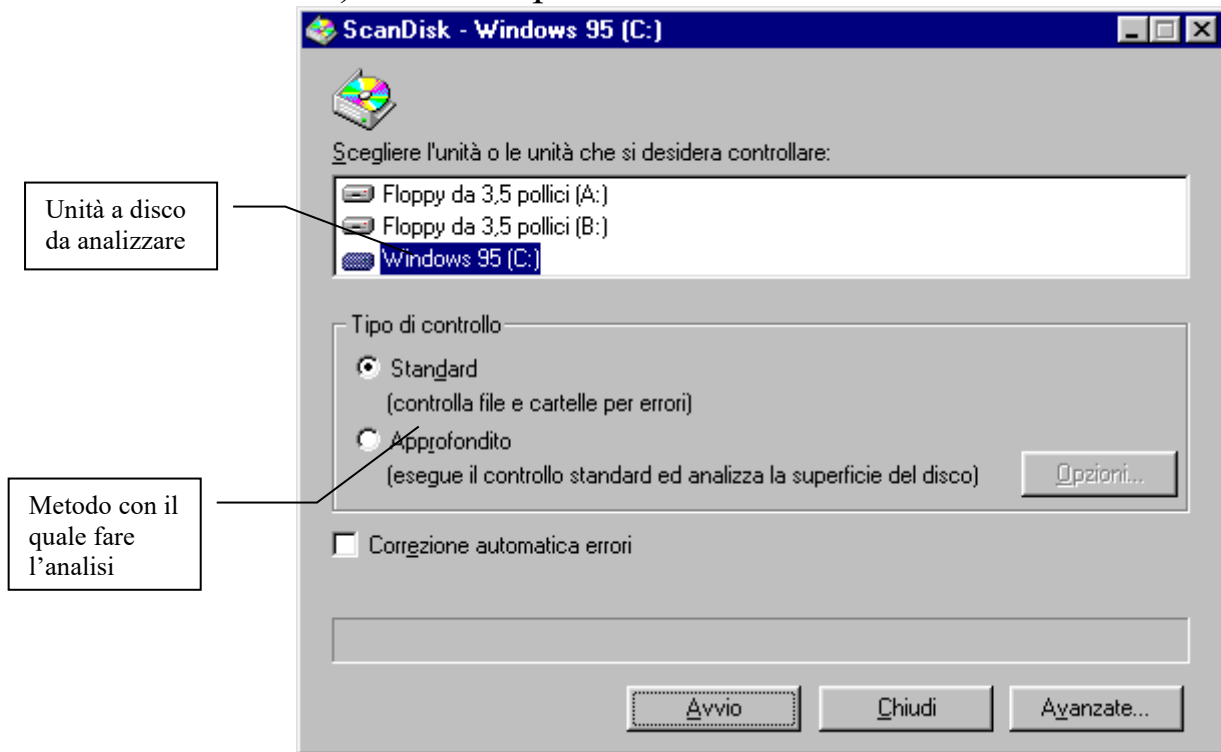 ScanDisk - Windows 95 (C:)
Scegliere l'unità o le unità che si desidera controllare:
Floppy da 3,5 pollici (A:)
Floppy da 3,5 pollici (B:)
Windows 95 (C:)
Unità a disco
da analizzare
Tipo di controllo
Standard
(controlla file e cartelle per errori)
Approfondito
(esegue il controllo standard ed analizza la superficie del disco)
Opzioni...
Metodo con il
quale fare
l’analisi
Correzione automatica errori
Avvio
Chiudi
Avanzate...